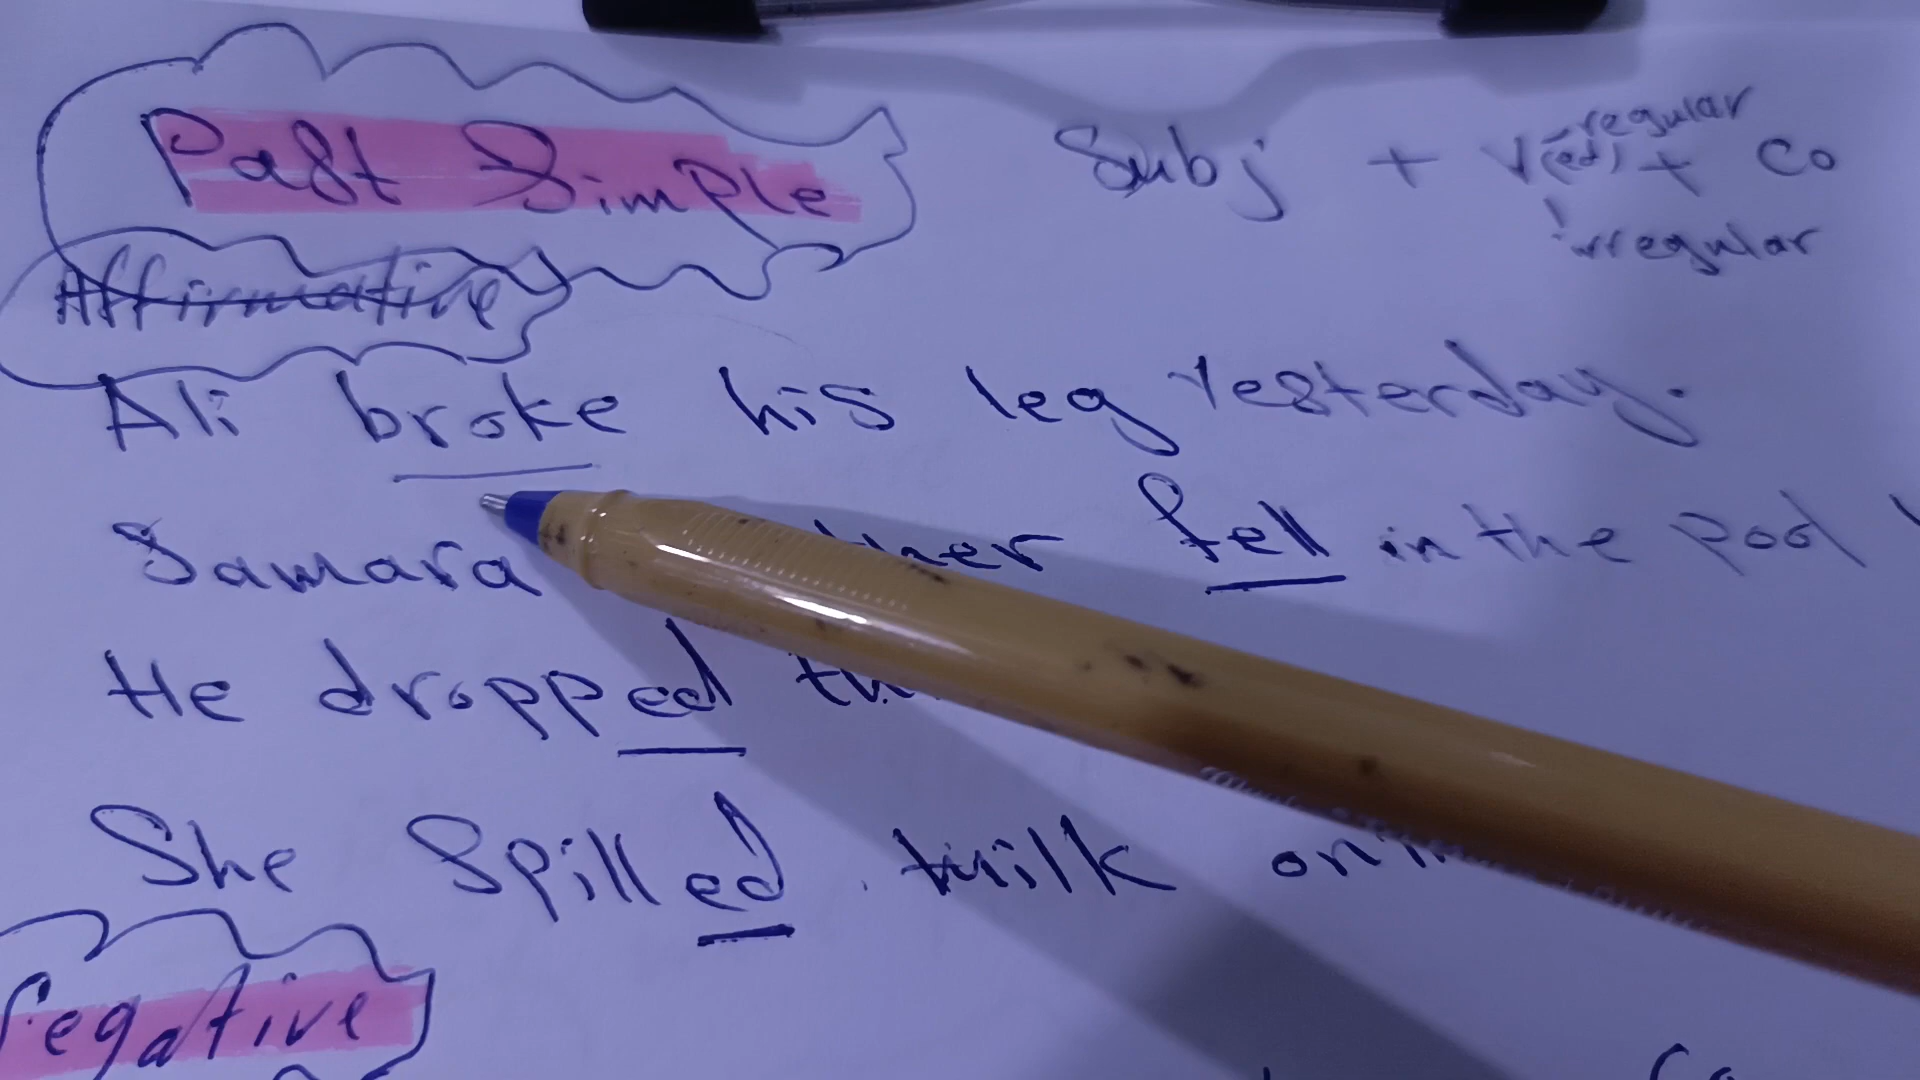 Past Simple
Subj + V(ed) + Co
regular
irregular
Affirmative
Ali broke his leg yesterday.
Samara fell in the pool
He dropped
She spilled milk on
Negative